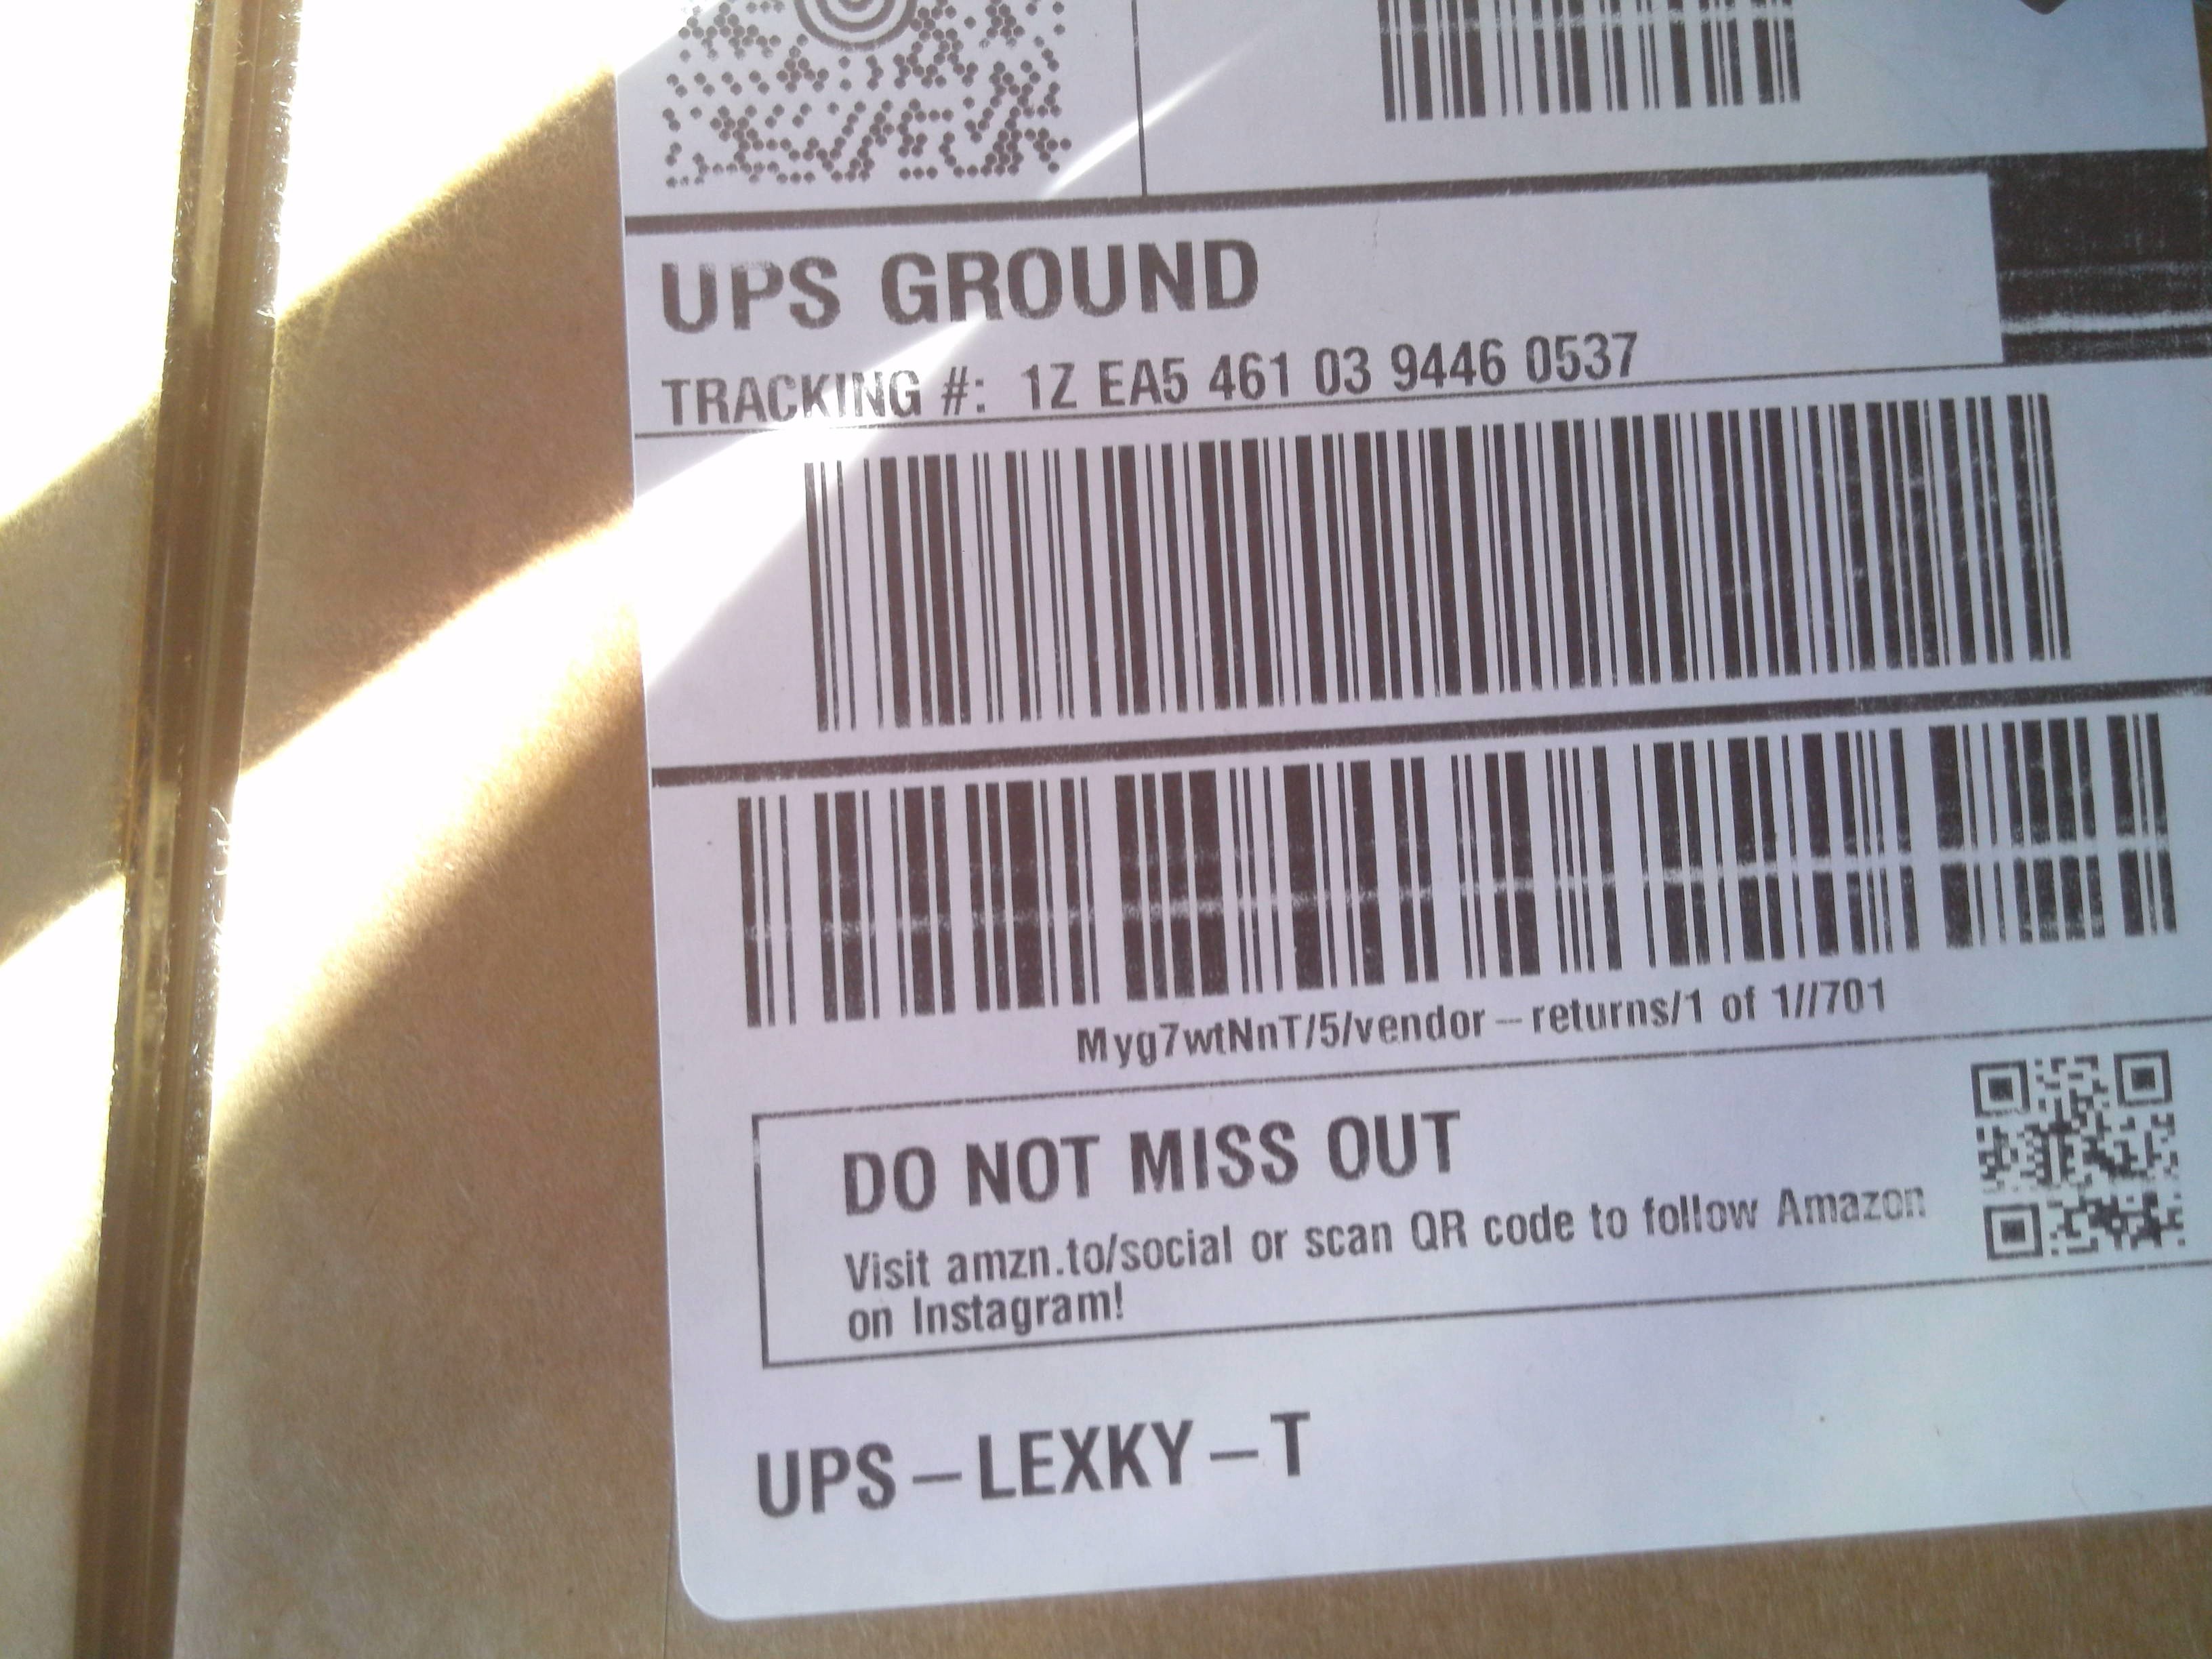 UPS GROUND
TRACKING #: 1Z EA5 461 03 9446 0537
Myg7wtNnT/5/vendor-returns/1 of 1//701
DO NOT MISS OUT
Visit amzn.to/social or scan QR code to follow Amazon
on Instagram!
UPS-LEXKY-T